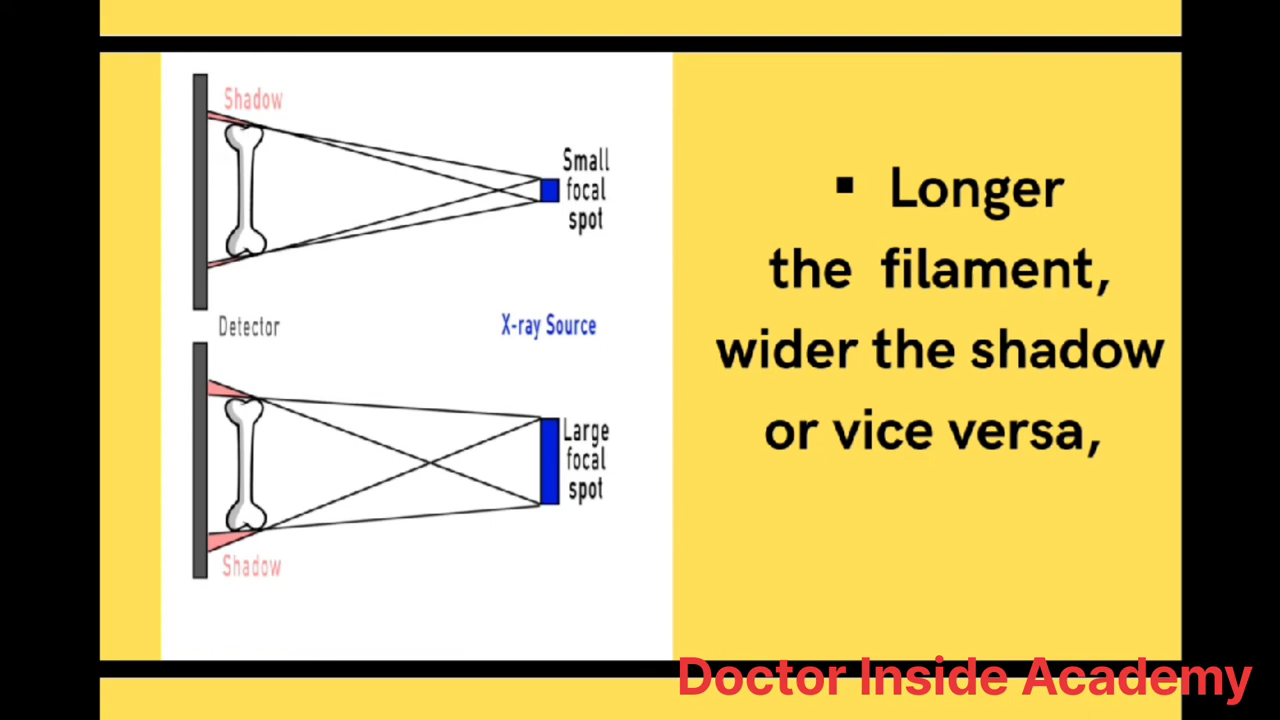 Shadow
Small
focal
spot
Detector
X-ray Source
Large
focal
spot
Shadow
▪ Longer
the filament,
wider the shadow
or vice versa,
Doctor Inside Academy